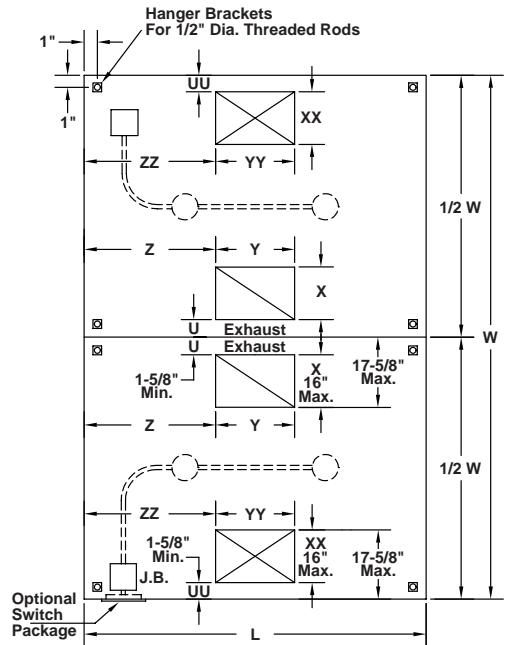 Hanger Brackets
For 1/2" Dia. Threaded Rods
1"
1"
UU
XX
ZZ
YY
1/2 W
Z
Y
X
U
Exhaust
W
U
Exhaust
1-5/8"
Min.
X
16"
Max.
17-5/8"
Max.
Z
Y
1/2 W
ZZ
YY
1-5/8"
Min.
XX
16"
Max.
17-5/8"
Max.
J.B.
UU
Optional
Switch
Package
L